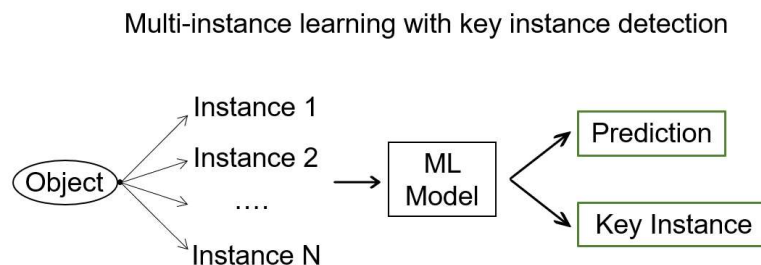 Multi-instance learning with key instance detection
Object
Instance 1
Instance 2
....
Instance N
ML
Model
Prediction
Key Instance